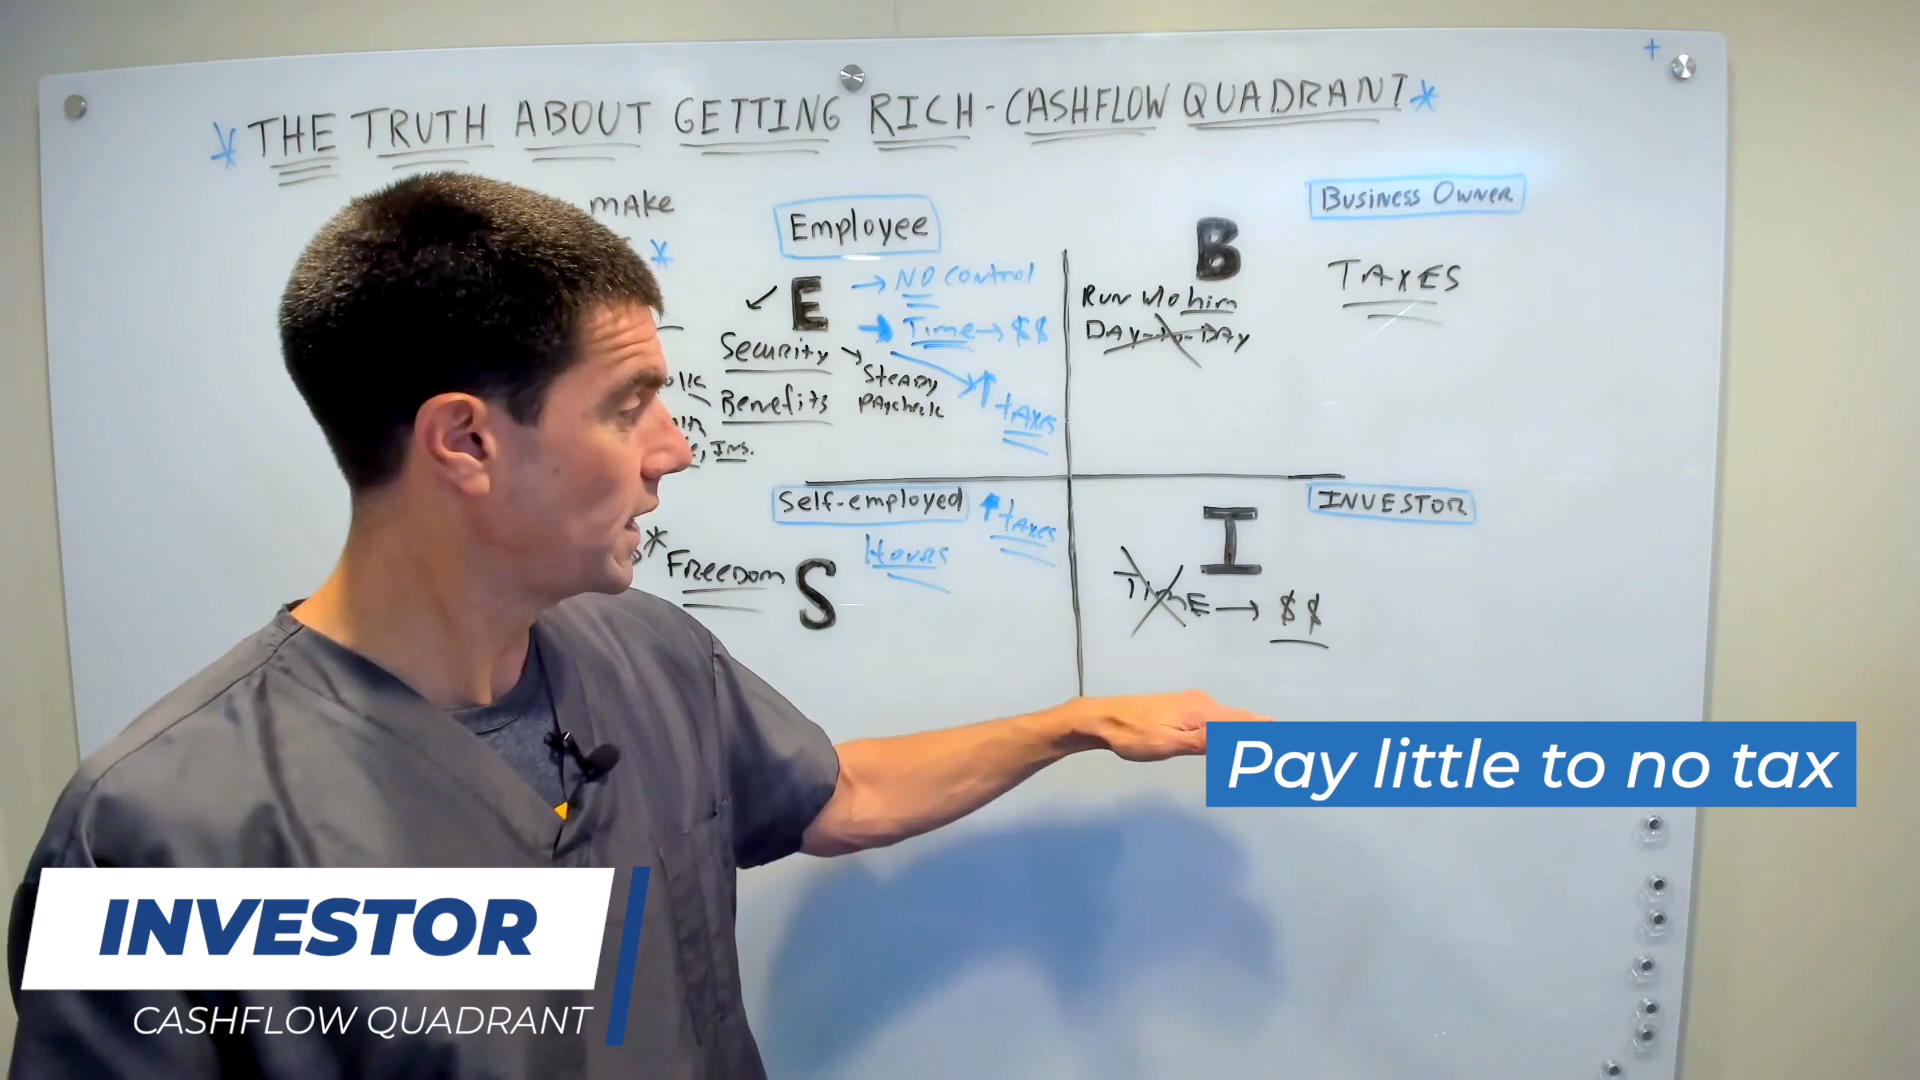 THE TRUTH ABOUT GETTING RICH - CASHFLOW QUADRANT
make
Employee
E
→ NO control
Time → $$
Security
Steady
Paycheck
Benefits
↑ taxes
Ins.
Business Owner
B
TAXES
Run w/o him
Day-to-Day
Self-employed
↑ taxes
Hours
Freedom
S
INVESTOR
I
TIME → $$
Pay little to no tax
INVESTOR
CASHFLOW QUADRANT